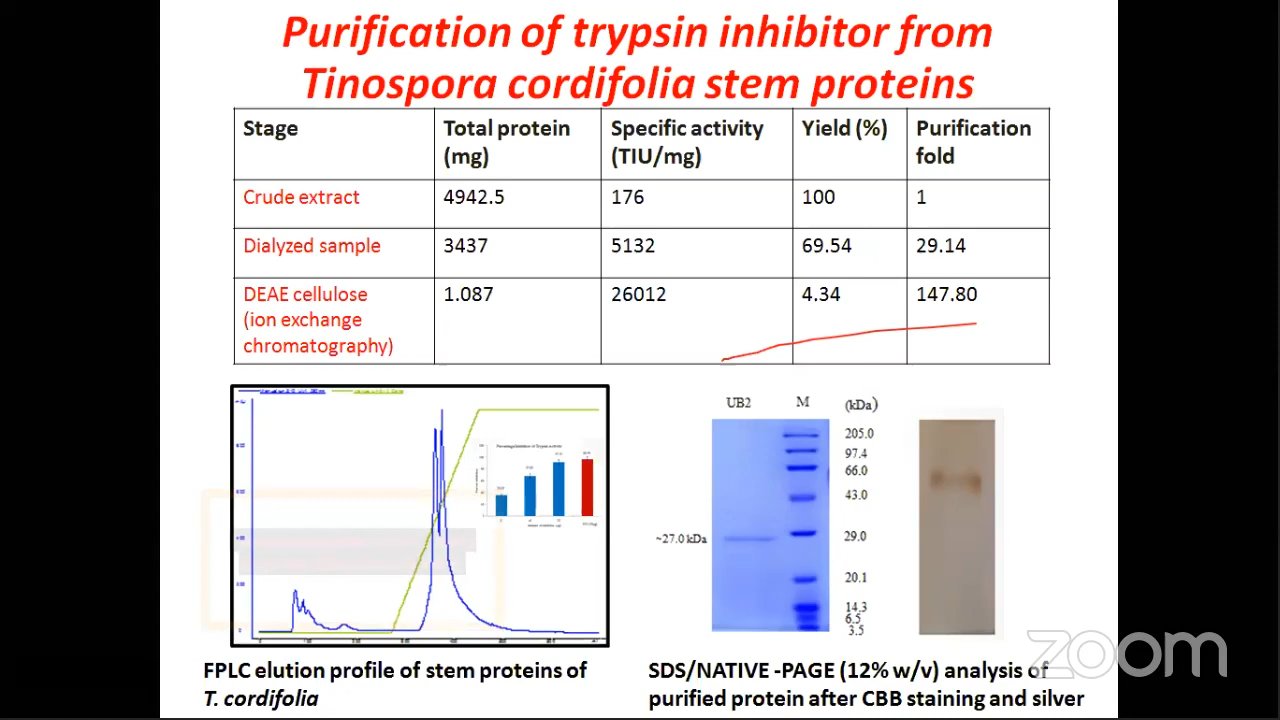 Purification of trypsin inhibitor from
Tinospora cordifolia stem proteins
Stage Total protein (mg) Specific activity (TIU/mg) Yield (%) Purification fold
Crude extract 4942.5 176 100 1
Dialyzed sample 3437 5132 69.54 29.14
DEAE cellulose (ion exchange chromatography) 1.087 26012 4.34 147.80
UB2 M (kDa)
205.0
97.4
66.0
43.0
~27.0 kDa 29.0
20.1
14.3
6.5
3.5
FPLC elution profile of stem proteins of
T. cordifolia
SDS/NATIVE -PAGE (12% w/v) analysis of
purified protein after CBB staining and silver
zoom